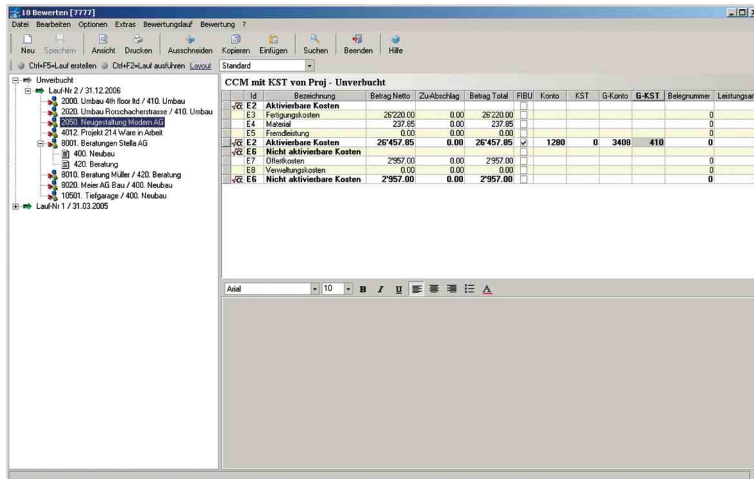 18 Bewerten [7777]
Datei Bearbeiten Optionen Extras Bewertungslauf Bewertung ?
Neu Speichern Ansicht Drucken Ausschneiden Kopieren Einfügen Suchen Beenden Hilfe
Ctrl+F5=Lauf erstellen Ctrl+F2=Lauf ausführen Layout Standard
Unverbucht
Lauf-Nr 2 / 31.12.2006
2000. Umbau 4th floor ltd / 410. Umbau
2020. Umbau Rorschacherstrasse / 410. Umbau
2050. Neugestaltung Modern AG
4012. Projekt 214 Ware in Arbeit
8001. Beratungen Stella AG
400. Neubau
420. Beratung
8010. Beratung Müller / 420. Beratung
8020. Meier AG Bau / 400. Neubau
10501. Tiefgarage / 400. Neubau
Lauf-Nr 1 / 31.03.2005
CCM mit KST von Proj - Unverbucht
Id Bezeichnung Betrag Netto Zu-Abschlag Betrag Total FIBU Konto KST G-Konto G-KST Belegnummer Leistungsar
√α E2 Aktivierbare Kosten
E3 Fertigungskosten 26'220.00 0.00 26'220.00 0
E4 Material 237.85 0.00 237.85 0
E5 Fremdleistung 0.00 0.00 0.00 0
√α E2 Aktivierbare Kosten 26'457.85 0.00 26'457.85 1280 0 3408 410 0
√α E6 Nicht aktivierbare Kosten
E7 Offertkosten 2'957.00 0.00 2'957.00 0
E8 Verwaltungskosten 0.00 0.00 0.00 0
√α E6 Nicht aktivierbare Kosten 2'957.00 0.00 2'957.00 0
Arial 10 B I U A